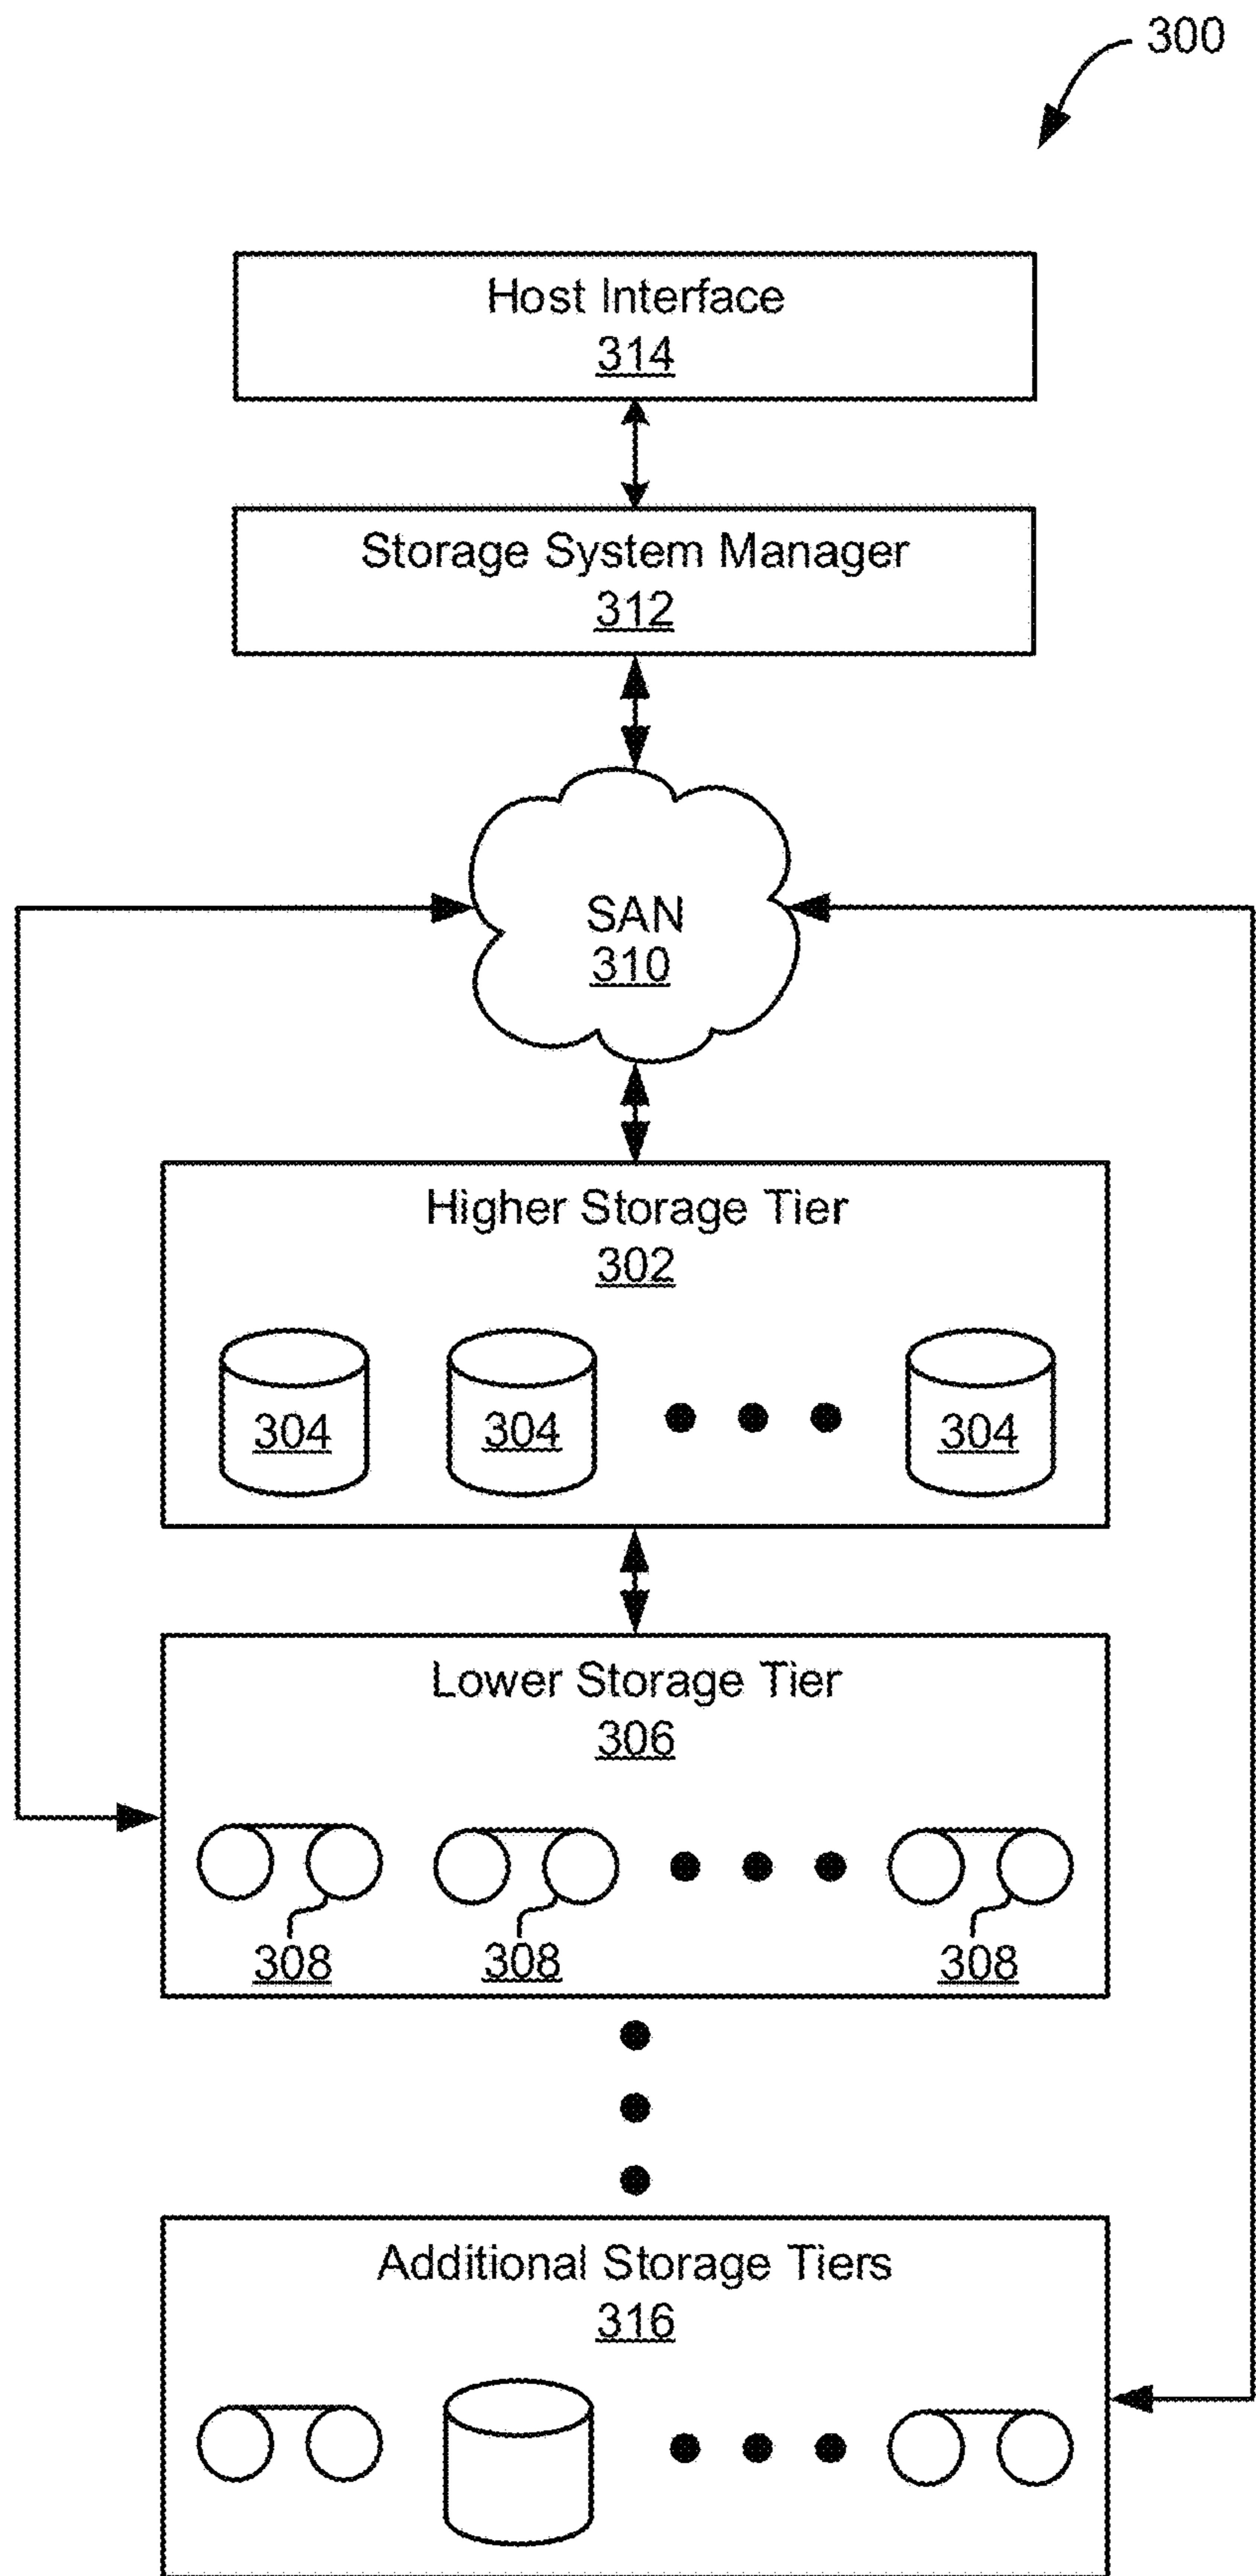 300
Host Interface
314
Storage System Manager
312
SAN
310
Higher Storage Tier
302
304 304 304
Lower Storage Tier
306
308 308 308
Additional Storage Tiers
316